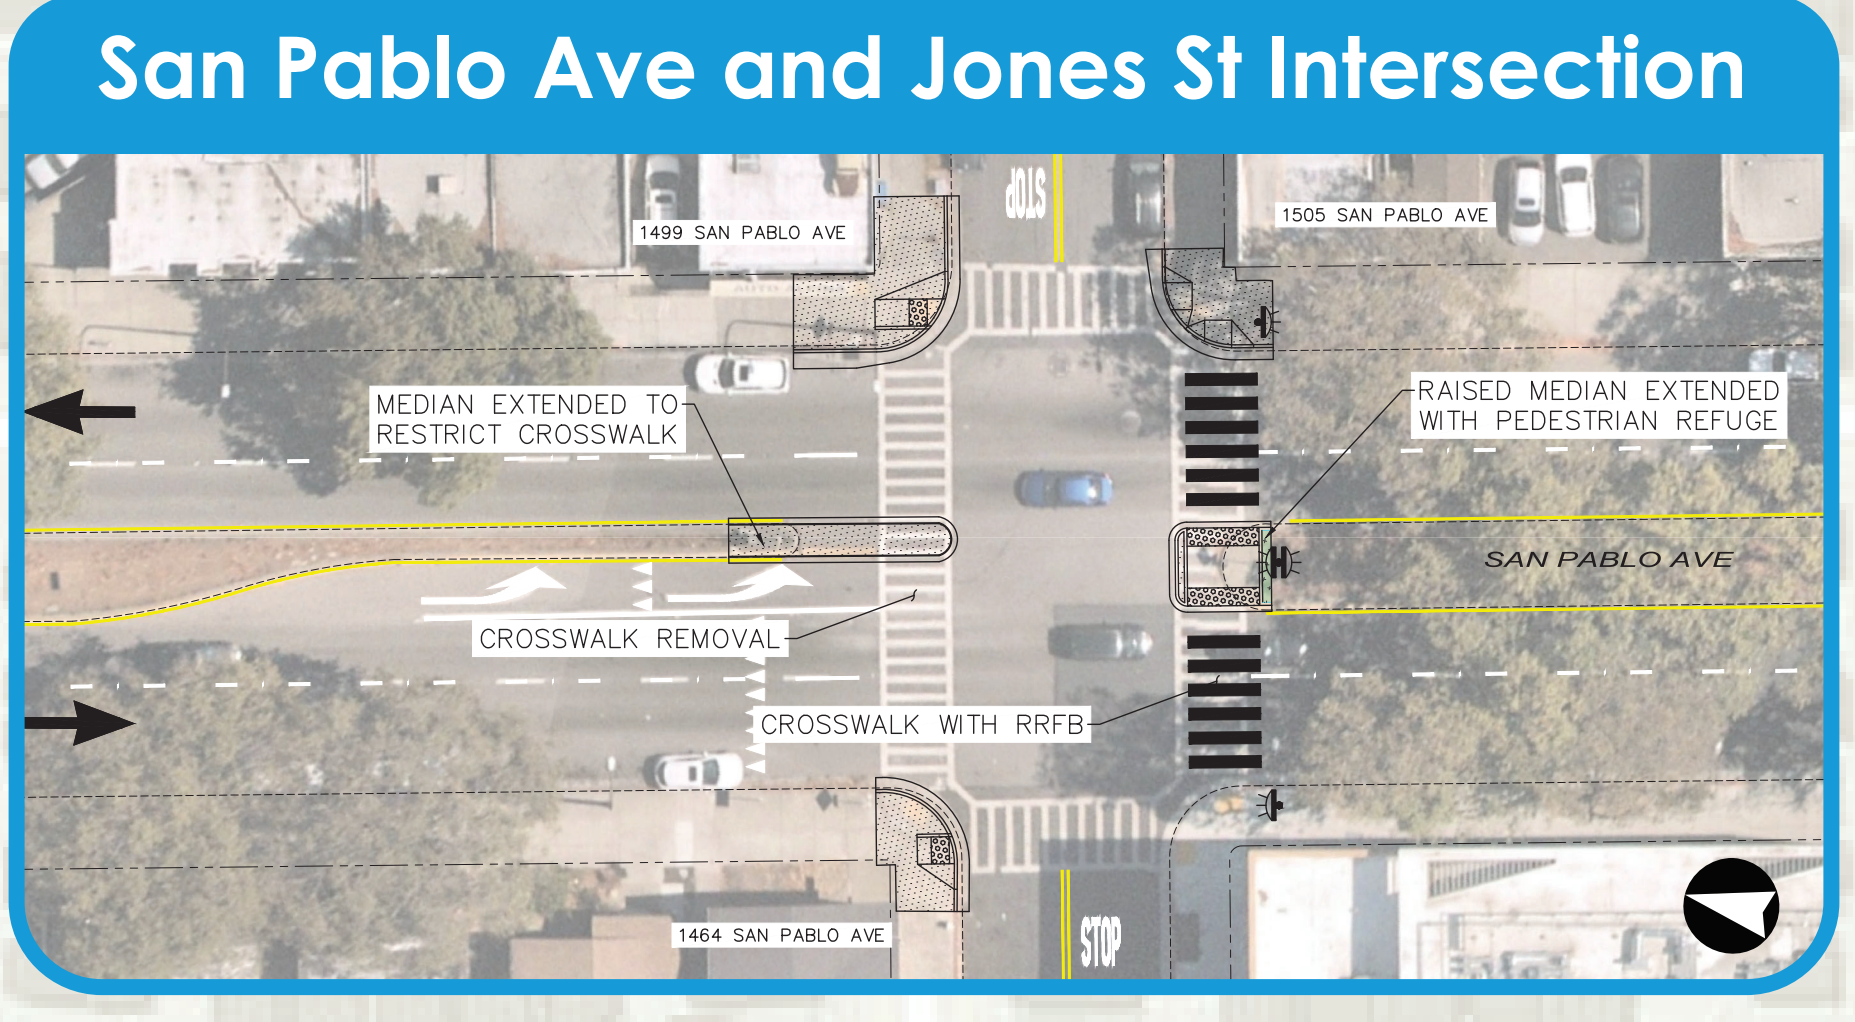 San Pablo Ave and Jones St Intersection
STOP
1499 SAN PABLO AVE
1505 SAN PABLO AVE
MEDIAN EXTENDED TO
RESTRICT CROSSWALK
RAISED MEDIAN EXTENDED
WITH PEDESTRIAN REFUGE
SAN PABLO AVE
CROSSWALK REMOVAL
CROSSWALK WITH RRFB
1464 SAN PABLO AVE
STOP